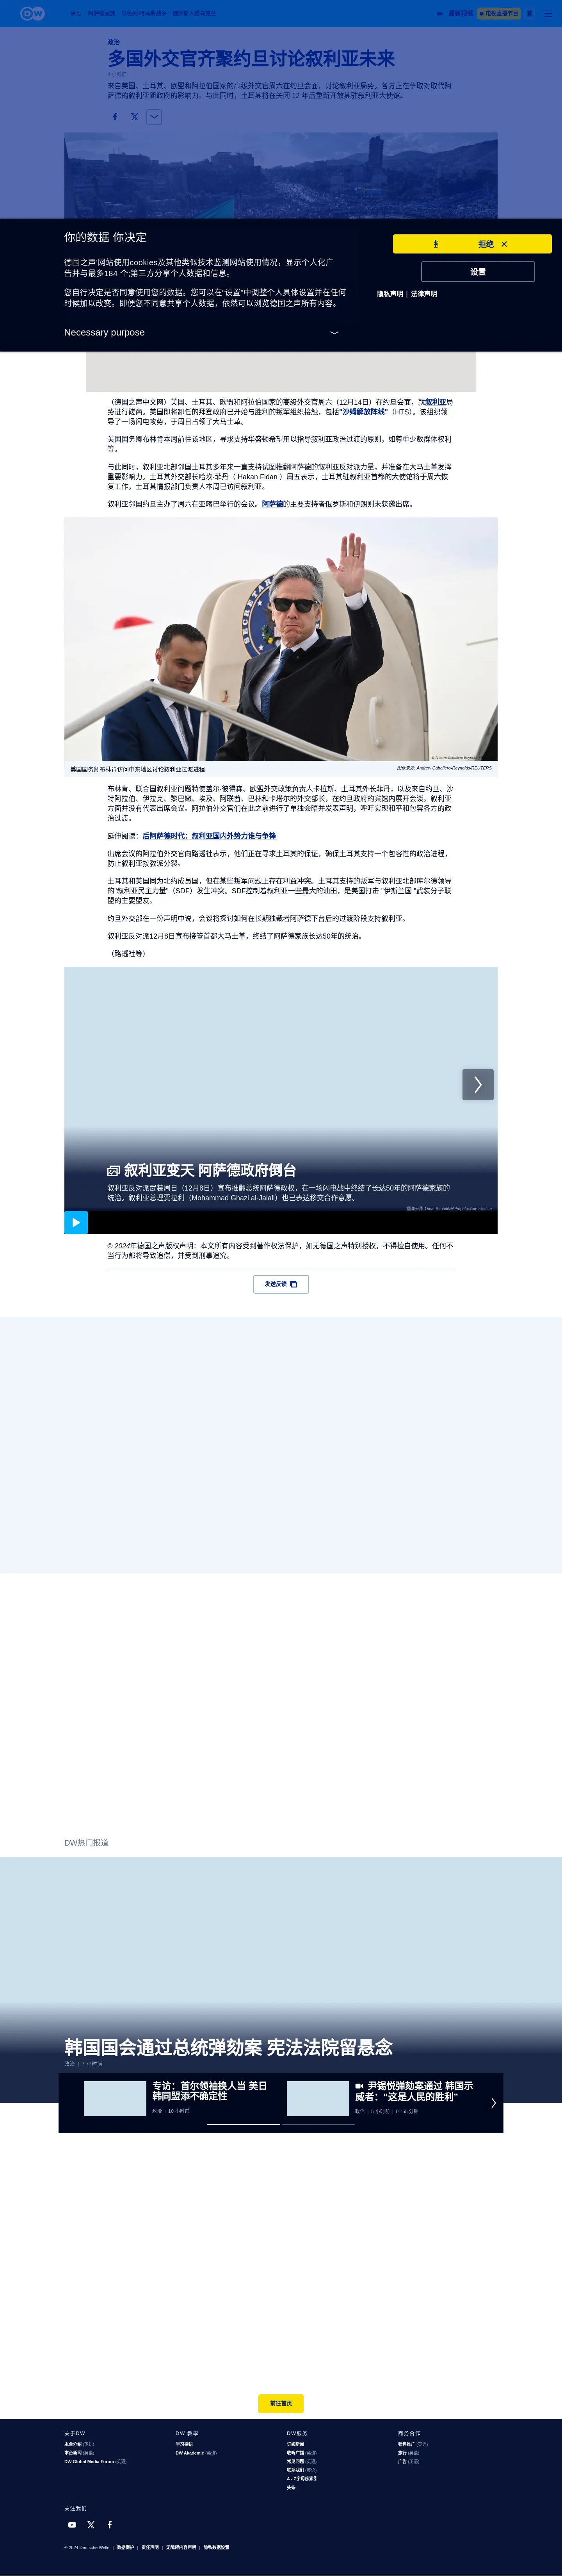 DW
焦点
阿萨德政权
以色列-哈马斯战争
俄罗斯入侵乌克兰
最新视频
电视直播节目
政治
多国外交官齐聚约旦讨论叙利亚未来
4 小时前
来自美国、土耳其、欧盟和阿拉伯国家的高级外交官周六在约旦会面，讨论叙利亚局势。各方正在争取对取代阿
萨德的叙利亚新政府的影响力。与此同时，土耳其将在关闭 12 年后重新开放其驻叙利亚大使馆。
你的数据 你决定
德国之声'网站使用cookies及其他类似技术监测网站使用情况，显示个人化广
告并与最多184 个;第三方分享个人数据和信息。
您自行决定是否同意使用您的数据。您可以在“设置”中调整个人具体设置并在任何
时候加以改变。即使您不同意共享个人数据，依然可以浏览德国之声所有内容。
拒绝
设置
隐私声明 | 法律声明
Necessary purpose
（德国之声中文网）美国、土耳其、欧盟和阿拉伯国家的高级外交官周六（12月14日）在约旦会面，就叙利亚局
势进行磋商。美国即将卸任的拜登政府已开始与胜利的叛军组织接触，包括"沙姆解放阵线"（HTS）。该组织领
导了一场闪电攻势，于周日占领了大马士革。
美国国务卿布林肯本周前往该地区，寻求支持华盛顿希望用以指导叙利亚政治过渡的原则，如尊重少数群体权利
等。
与此同时，叙利亚北部邻国土耳其多年来一直支持试图推翻阿萨德的叙利亚反对派力量，并准备在大马士革发挥
重要影响力。土耳其外交部长哈坎·菲丹（ Hakan Fidan ）周五表示，土耳其驻叙利亚首都的大使馆将于周六恢
复工作，土耳其情报部门负责人本周已访问叙利亚。
叙利亚邻国约旦主办了周六在亚喀巴举行的会议。阿萨德的主要支持者俄罗斯和伊朗则未获邀出席。
美国国务卿布林肯访问中东地区讨论叙利亚过渡进程
图像来源: Andrew Caballero-Reynolds/REUTERS
布林肯、联合国叙利亚问题特使盖尔·彼得森、欧盟外交政策负责人卡拉斯、土耳其外长菲丹，以及来自约旦、沙
特阿拉伯、伊拉克、黎巴嫩、埃及、阿联酋、巴林和卡塔尔的外交部长，在约旦政府的宾馆内展开会谈。叙利亚
方面并没有代表出席会议。阿拉伯外交官们在此之前进行了单独会晤并发表声明，呼吁实现和平和包容各方的政
治过渡。
延伸阅读：后阿萨德时代：叙利亚国内外势力谁与争锋
出席会议的阿拉伯外交官向路透社表示，他们正在寻求土耳其的保证，确保土耳其支持一个包容性的政治进程，
防止叙利亚按教派分裂。
土耳其和美国同为北约成员国，但在某些叛军问题上存在利益冲突。土耳其支持的叛军与叙利亚北部库尔德领导
的"叙利亚民主力量"（SDF）发生冲突。SDF控制着叙利亚一些最大的油田，是美国打击 "伊斯兰国 "武装分子联
盟的主要盟友。
约旦外交部在一份声明中说，会谈将探讨如何在长期独裁者阿萨德下台后的过渡阶段支持叙利亚。
叙利亚反对派12月8日宣布接管首都大马士革，终结了阿萨德家族长达50年的统治。
（路透社等）
叙利亚变天 阿萨德政府倒台
叙利亚反对派武装周日（12月8日）宣布推翻总统阿萨德政权，在一场闪电战中终结了长达50年的阿萨德家族的
统治。叙利亚总理贾拉利（Mohammad Ghazi al-Jalali）也已表达移交合作意愿。
图像来源: Omar Sanadiki/AP/dpa/picture alliance
© 2024年德国之声版权声明：本文所有内容受到著作权法保护，如无德国之声特别授权，不得擅自使用。任何不
当行为都将导致追偿，并受到刑事追究。
发送反馈
DW热门报道
韩国国会通过总统弹劾案 宪法法院留悬念
政治 | 7 小时前
专访：首尔领袖换人当 美日
韩同盟添不确定性
政治 | 10 小时前
尹锡悦弹劾案通过 韩国示
威者：“这是人民的胜利”
政治 | 5 小时前 | 01:55 分钟
前往首页
关于DW
本台介绍 (英语)
本台新闻 (英语)
DW Global Media Forum (英语)
DW 教学
学习德语
DW Akademie (英语)
DW服务
订阅新闻
收听广播 (英语)
常见问题 (英语)
联系我们 (英语)
A - Z字母序索引
头条
商务合作
销售推广 (英语)
旅行 (英语)
广告 (英语)
关注我们
© 2024 Deutsche Welle | 数据保护 | 责任声明 | 无障碍内容声明 | 隐私数据设置